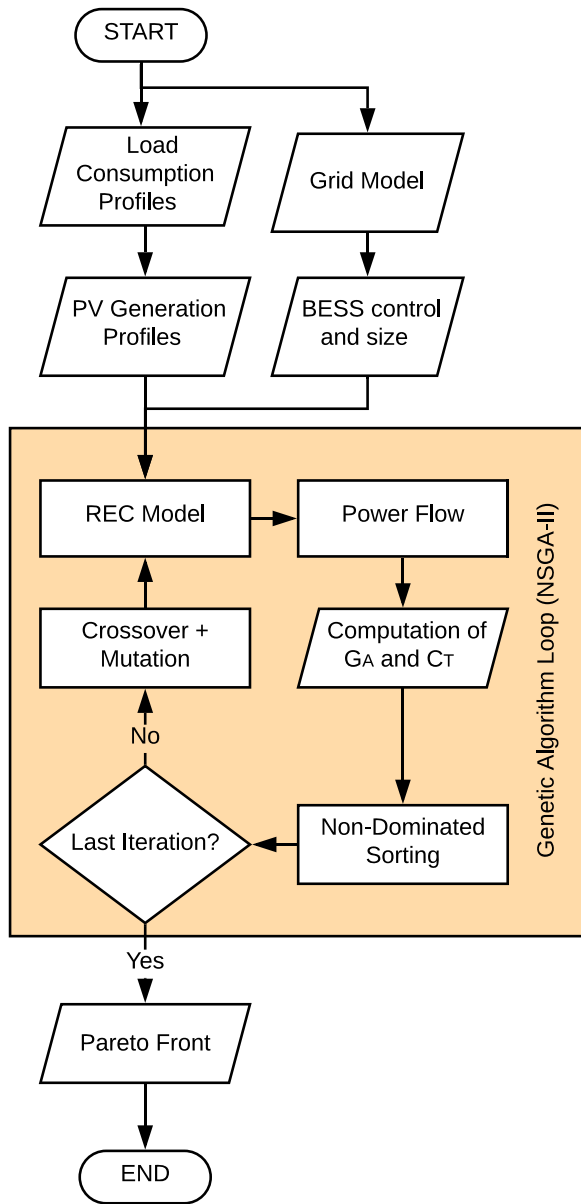 START
Load
Consumption
Profiles
Grid Model
PV Generation
Profiles
BESS control
and size
REC Model
Power Flow
Crossover +
Mutation
Computation of
GA and CT
No
Last Iteration?
Non-Dominated
Sorting
Genetic Algorithm Loop (NSGA-II)
Yes
Pareto Front
END